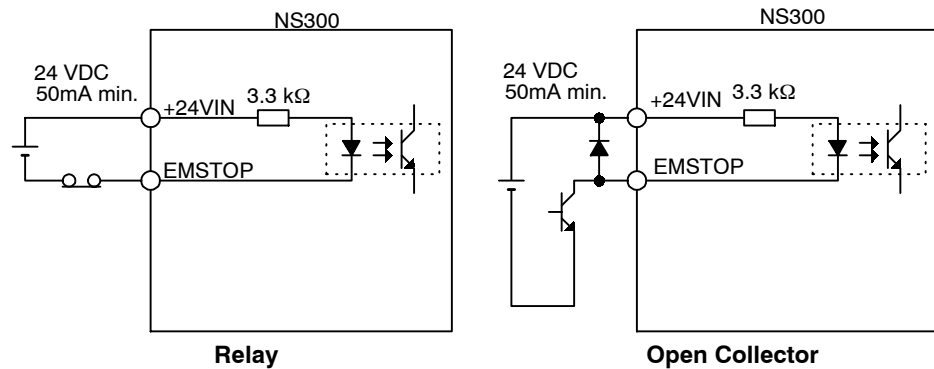 NS300
24 VDC
50mA min.
+24VIN
3.3 kΩ
EMSTOP
Relay
NS300
24 VDC
50mA min.
+24VIN
3.3 kΩ
EMSTOP
Open Collector